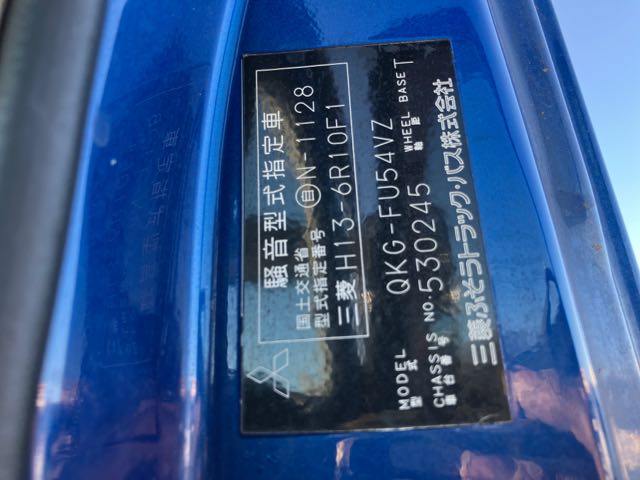 騒音型式指定車
国土交通省
型式指定番号 自N-1128
三菱 H13-6R10F1
MODEL
型式 QKG-FU54VZ
CHASSIS NO. 530245 WHEEL BASE T
車台番号 軸距
三菱ふそうトラック・バス株式会社